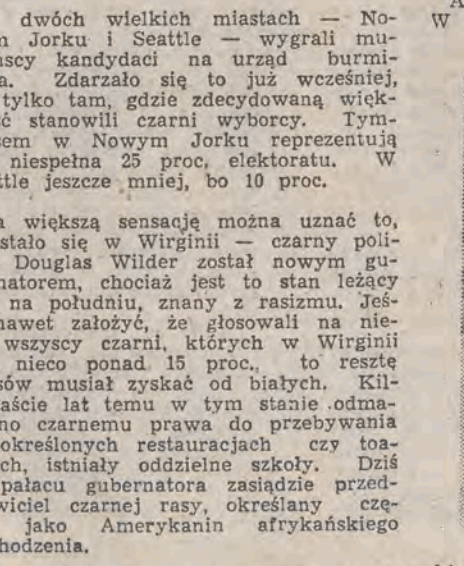 dwóch wielkich miastach — No-
m Jorku i Seattle — wygrali mu-
scy kandydaci na urząd burmi-
a. Zdarzało się to już wcześniej,
tylko tam, gdzie zdecydowaną więk-
ć stanowili czarni wyborcy. Tym-
sem w Nowym Jorku reprezentują
niespełna 25 proc. elektoratu. W
ttle jeszcze mniej, bo 10 proc.
a większą sensację można uznać to,
stało się w Wirginii — czarny poli-
Douglas Wilder został nowym gu-
natorem, chociaż jest to stan leżący
na południu, znany z rasizmu. Jeś-
nawet założyć, że głosowali na nie-
wszyscy czarni, których w Wirginii
nieco ponad 15 proc., to resztę
sów musiał zyskać od białych. Kil-
aście lat temu w tym stanie odma-
no czarnemu prawa do przebywania
określonych restauracjach czy toa-
ch, istniały oddzielne szkoły. Dziś
pałacu gubernatora zasiądzie przed-
wiciel czarnej rasy, określany czę-
jako Amerykanin afrykańskiego
hodzenia.
A
W